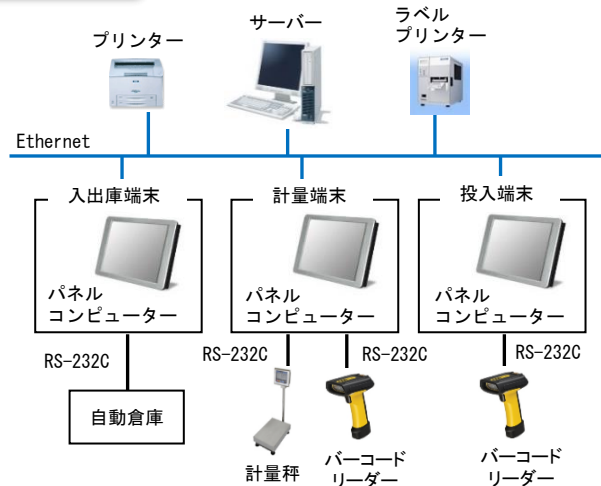 プリンター
サーバー
ラベル
プリンター
Ethernet
入出庫端末
計量端末
投入端末
パネル
コンピューター
パネル
コンピューター
パネル
コンピューター
RS-232C
RS-232C
RS-232C
RS-232C
自動倉庫
計量秤
バーコード
リーダー
バーコード
リーダー